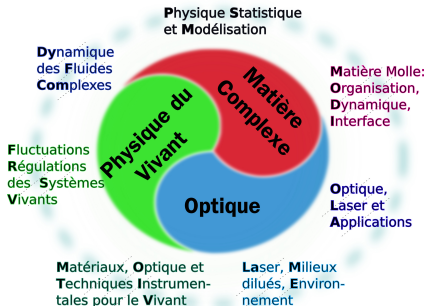 Physique Statistique
et Modélisation
Dynamique
des Fluides
Complexes
Matière Molle:
Organisation,
Dynamique,
Interface
Matière
Complexe
Physique du
Vivant
Fluctuations
Régulations
des Systèmes
Vivants
Optique
Optique,
Laser et
Applications
Matériaux, Optique et
Techniques Instrumen-
tales pour le Vivant
Laser, Milieux
dilués, Environ-
nement